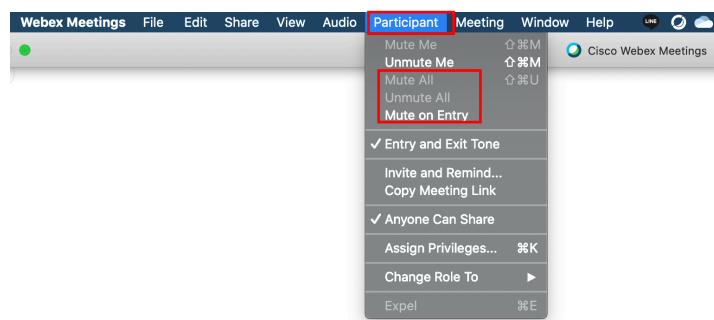 Webex Meetings File Edit Share View Audio Participant Meeting Window Help LINE
Cisco Webex Meetings
Mute Me ⇧⌘M
Unmute Me ⇧⌘M
Mute All ⇧⌘U
Unmute All
Mute on Entry
✓ Entry and Exit Tone
Invite and Remind...
Copy Meeting Link
✓ Anyone Can Share
Assign Privileges... ⌘K
Change Role To ▶
Expel ⌘E